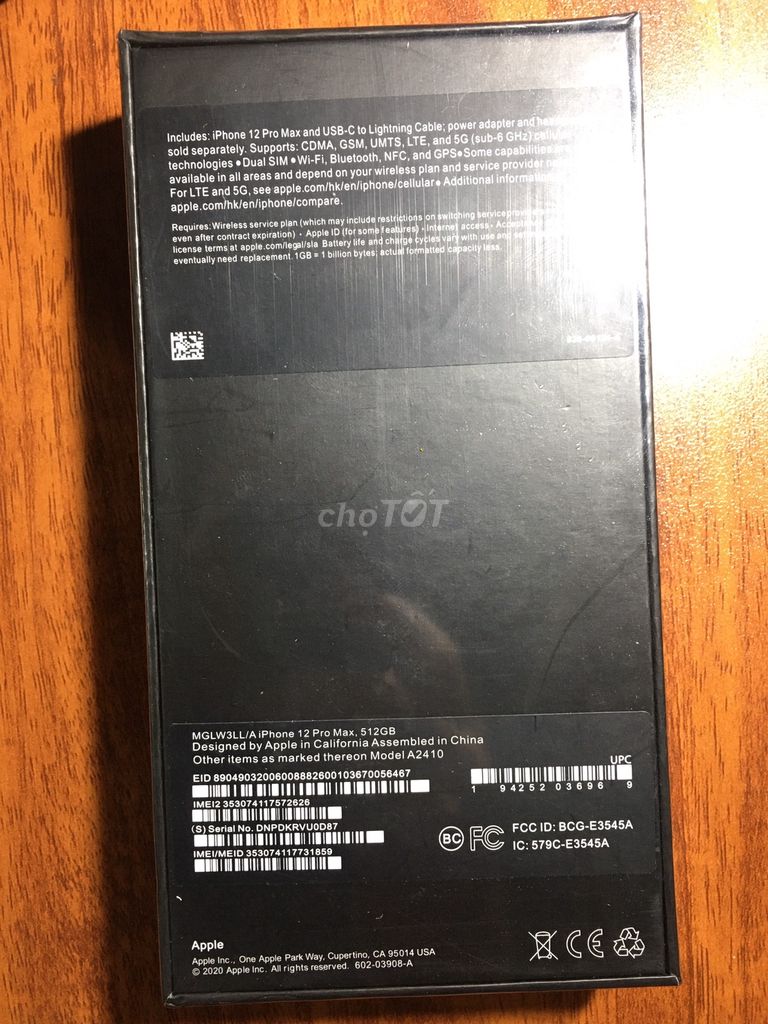 Includes: iPhone 12 Pro Max and USB-C to Lightning Cable; power adapter and
sold separately. Supports: CDMA, GSM, UMTS, LTE, and 5G (sub-6 GHz)
technologies • Dual SIM • Wi-Fi, Bluetooth, NFC, and GPS • Some capabilities
available in all areas and depend on your wireless plan and service
For LTE and 5G, see apple.com/hk/en/iphone/cellular • Additional
apple.com/hk/en/iphone/compare.
Requires: Wireless service plan (which may include restrictions on switching service
even after contract expiration) • Apple ID (for some features) • Internet access •
license terms at apple.com/legal/sla Battery life and charge cycles vary with use and
eventually need replacement. 1GB = 1 billion bytes; actual formatted capacity less.
chợTỐT
MGLW3LL/A iPhone 12 Pro Max, 512GB
Designed by Apple in California Assembled in China
Other items as marked thereon Model A2410
UPC
EID 89049032006008882600103670056467
1 94252 03696 9
IMEI2 353074117572626
(S) Serial No. DNPDKRVU0D87
BC FC FCC ID: BCG-E3545A
IC: 579C-E3545A
IMEI/MEID 353074117731859
Apple
Apple Inc., One Apple Park Way, Cupertino, CA 95014 USA
© 2020 Apple Inc. All rights reserved. 602-03908-A
CE